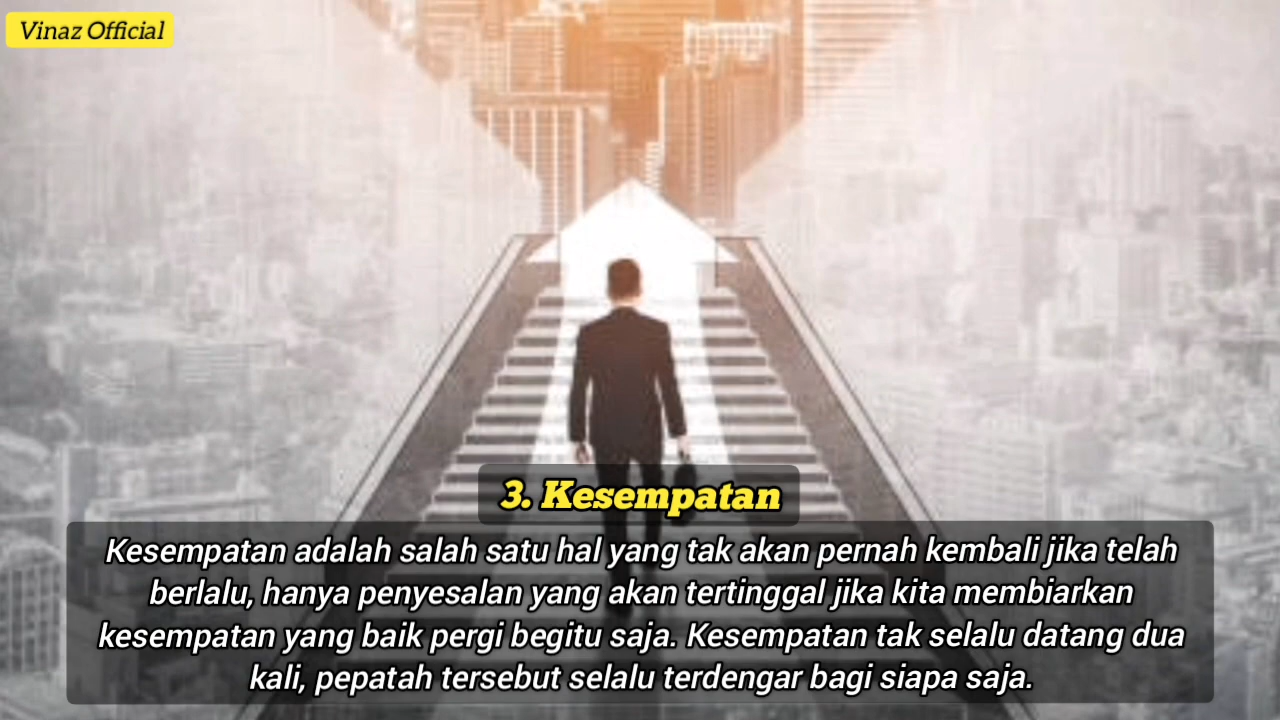 Vinaz Official
3. Kesempatan
Kesempatan adalah salah satu hal yang tak akan pernah kembali jika telah
berlalu, hanya penyesalan yang akan tertinggal jika kita membiarkan
kesempatan yang baik pergi begitu saja. Kesempatan tak selalu datang dua
kali, pepatah tersebut selalu terdengar bagi siapa saja.